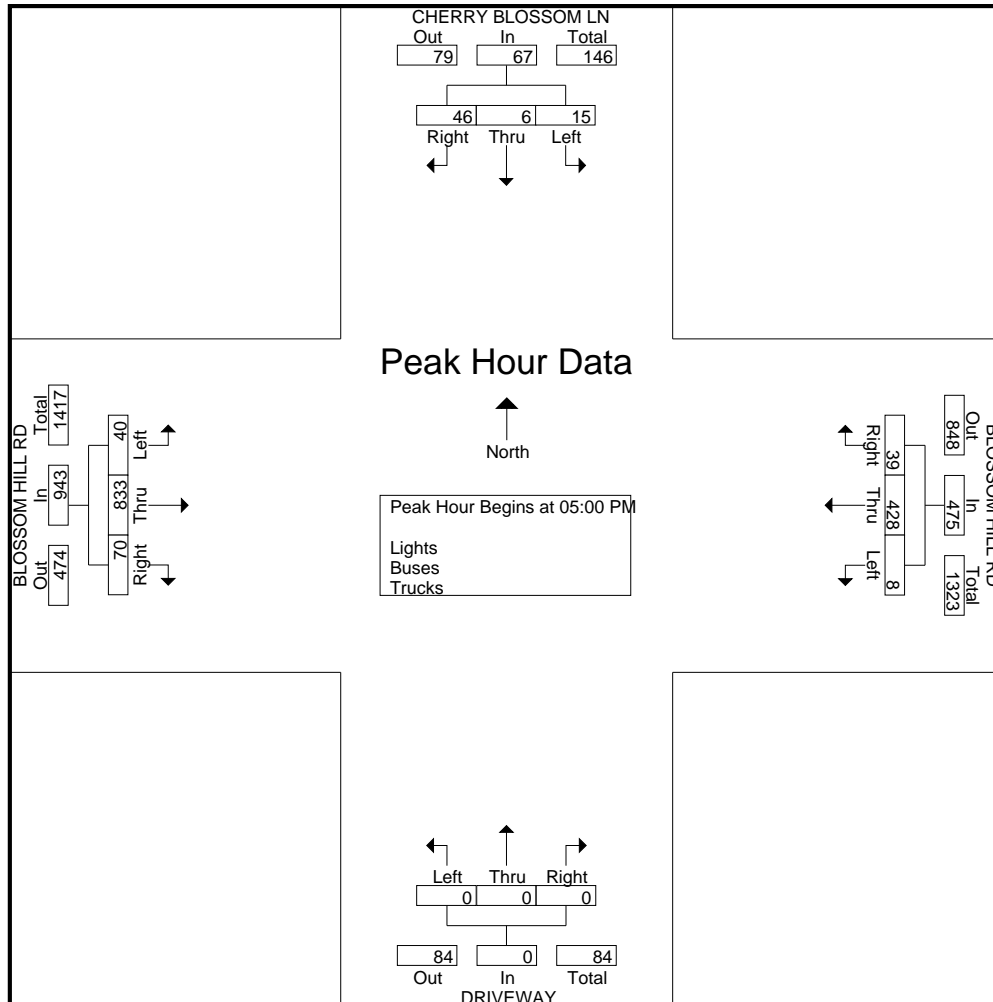 CHERRY BLOSSOM LN
Out In Total
79 67 146
46 6 15
Right Thru Left
Peak Hour Data
North
Peak Hour Begins at 05:00 PM
Lights
Buses
Trucks
BLOSSOM HILL RD
Total In Out
1417 943 474
40 833 70
Left Thru Right
BLOSSOM HILL RD
Out In Total
848 475 1323
39 428 8
Right Thru Left
Left Thru Right
0 0 0
84 0 84
Out In Total
DRIVEWAY